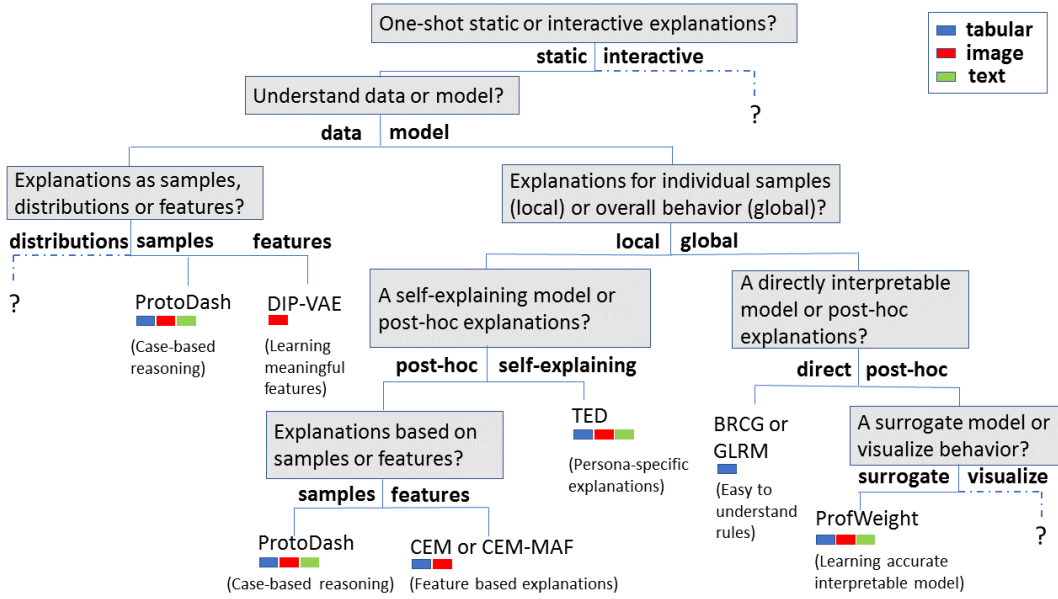 One-shot static or interactive explanations?
tabular
image
text
static interactive
Understand data or model?
?
data model
Explanations as samples,
distributions or features?
Explanations for individual samples
(local) or overall behavior (global)?
distributions samples features
local global
?
ProtoDash
(Case-based
reasoning)
DIP-VAE
(Learning
meaningful
features)
A self-explaining model or
post-hoc explanations?
A directly interpretable
model or post-hoc
explanations?
post-hoc self-explaining
direct post-hoc
Explanations based on
samples or features?
TED
(Persona-specific
explanations)
BRCG or
GLRM
(Easy to
understand
rules)
A surrogate model or
visualize behavior?
samples features
surrogate visualize
ProtoDash
(Case-based reasoning)
CEM or CEM-MAF
(Feature based explanations)
ProfWeight
(Learning accurate
interpretable model)
?